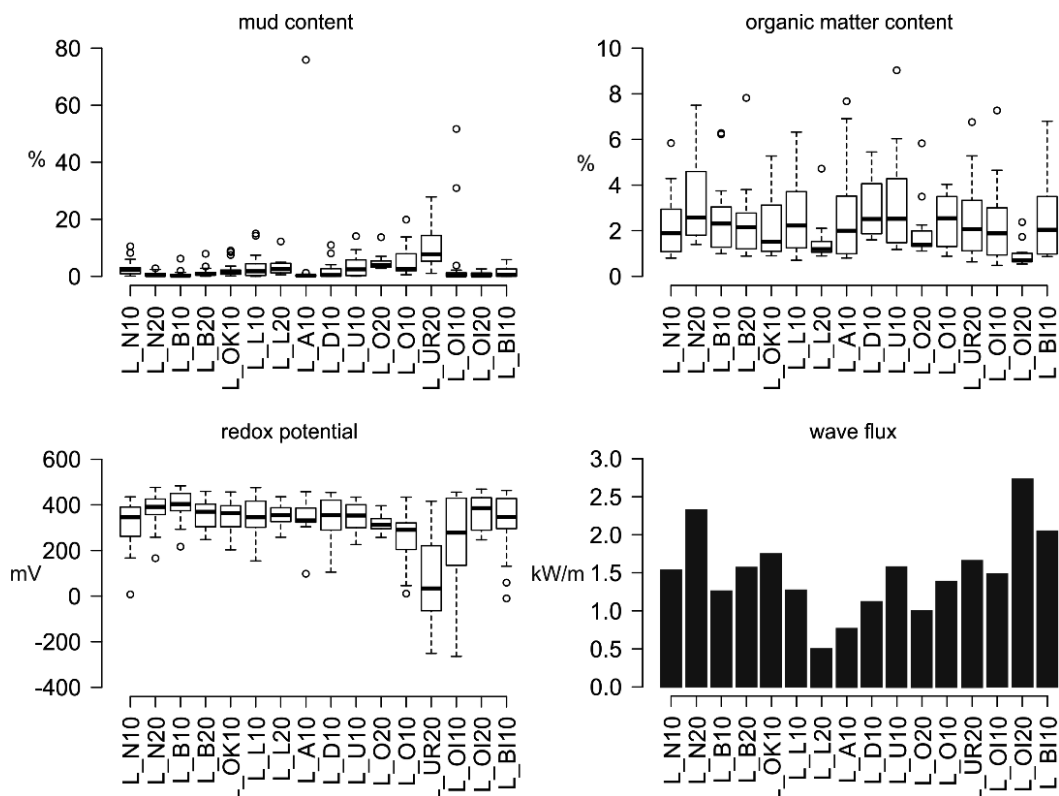 mud content
80
60
40
20
0
%
L_N10
L_N20
L_B10
L_B20
L_OK10
L_L10
L_L20
L_A10
L_D10
L_U10
L_O20
L_O10
L_UR20
L_OI10
L_OI20
L_BI10
organic matter content
10
8
6
4
2
0
%
L_N10
L_N20
L_B10
L_B20
L_OK10
L_L10
L_L20
L_A10
L_D10
L_U10
L_O20
L_O10
L_UR20
L_OI10
L_OI20
L_BI10
redox potential
600
400
200
0
-200
-400
mV
L_N10
L_N20
L_B10
L_B20
L_OK10
L_L10
L_L20
L_A10
L_D10
L_U10
L_O20
L_O10
L_UR20
L_OI10
L_OI20
L_BI10
wave flux
3.0
2.5
2.0
1.5
1.0
0.5
0.0
kW/m
L_N10
L_N20
L_B10
L_B20
L_OK10
L_L10
L_L20
L_A10
L_D10
L_U10
L_O20
L_O10
L_UR20
L_OI10
L_OI20
L_BI10